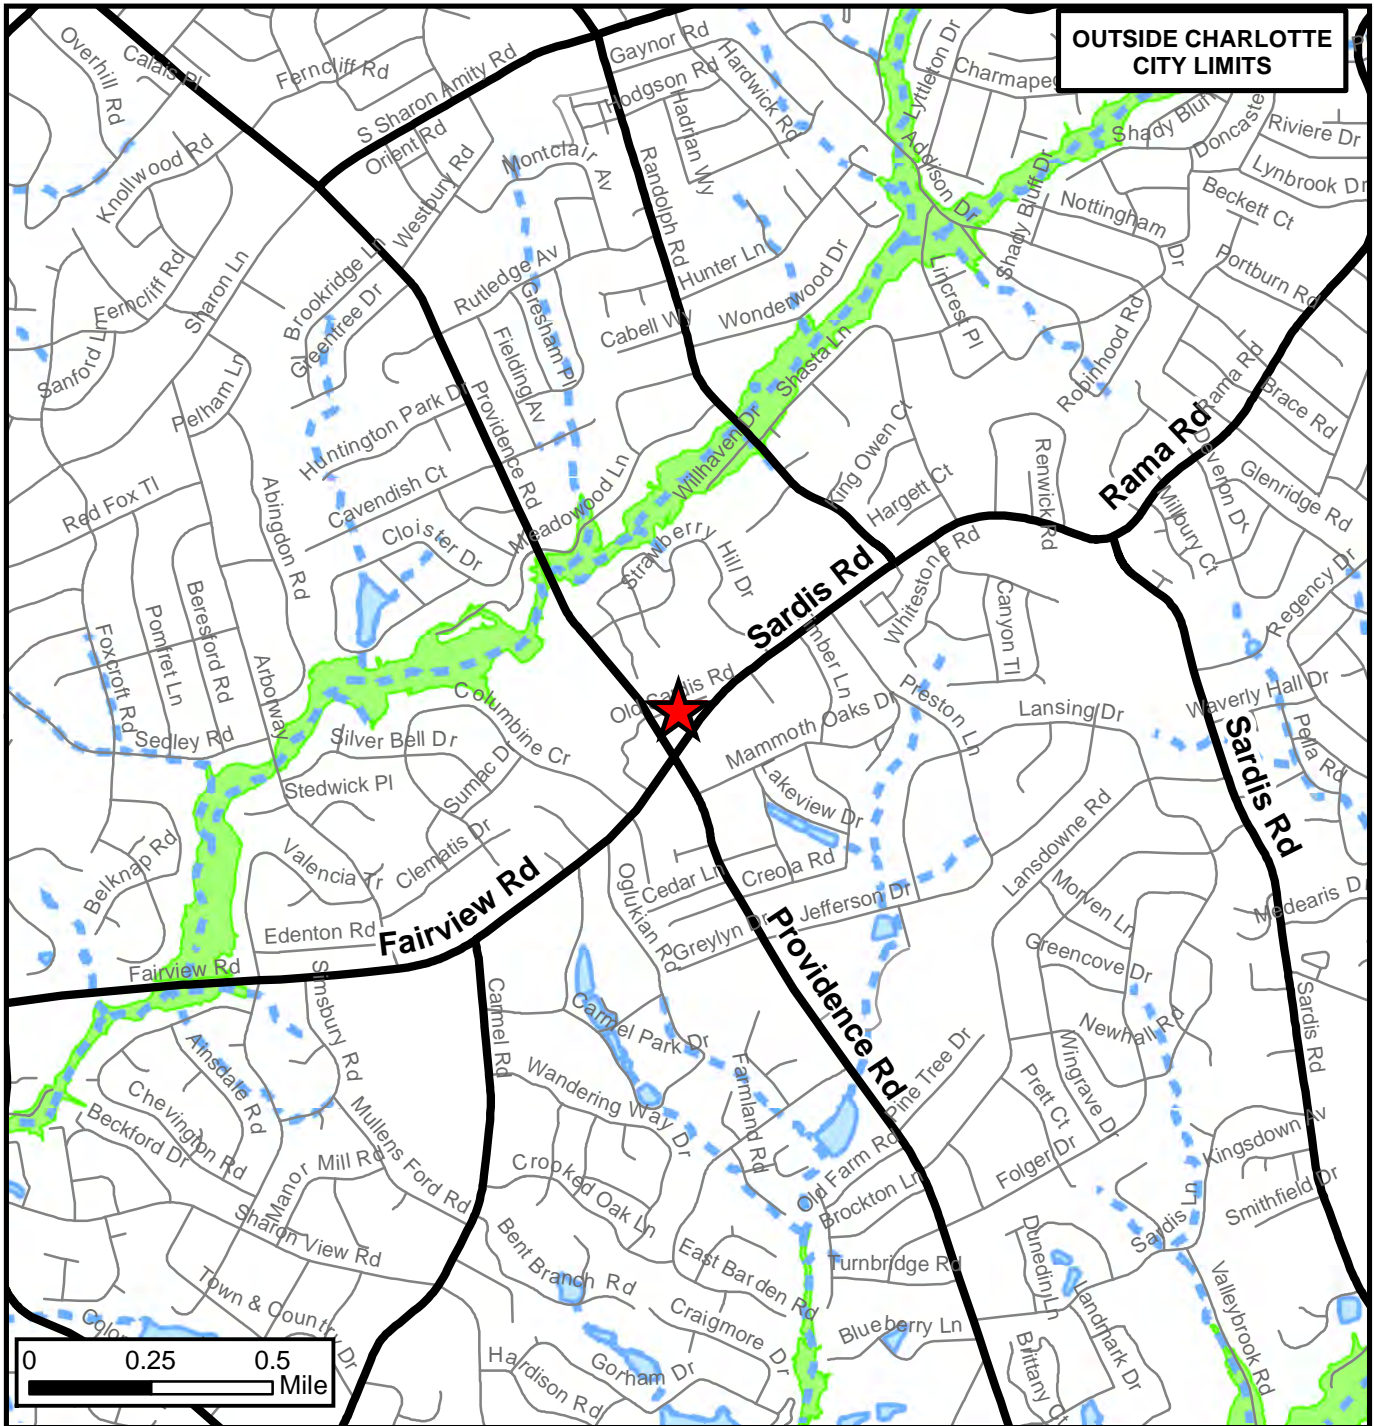 OUTSIDE CHARLOTTE
CITY LIMITS
Overhill Rd
Calais Pl
Ferncliff Rd
S Sharon Amity Rd
Orient Rd
Gaynor Rd
Hodgson Rd
Hardwick Rd
Hadrian Wy
Lyttleton Dr
Addison Dr
Shady Bluff
Riviere Dr
Lynbrook Dr
Beckett Ct
Nottingham
Dr
Shady Bluff Dr
Portburn Rd
Knollwood Rd
Westbury Rd
Montclair
Av
Randolph Rd
Hunter Ln
Wonderwood Dr
Cabell Wy
Lincrest Pl
Robinhood Rd
Rama Rd
Brace Rd
Ferncliff Rd
Sharon Ln
Brookridge Ln
Greentree Dr
Rutledge Av
Gresham Pl
Fielding Av
Sanford Ln
Pelham Ln
Huntington Park Dr
Providence Rd
Shasta Ln
Willhaven Dr
King Owen Ct
Hargett Ct
Renwick Rd
Rama Rd
Glenridge Rd
Millbury Ct
Regency Dr
Red Fox Tl
Abingdon Rd
Cavendish Ct
Cloister Dr
Meadowood Ln
Strawberry
Hill Dr
Sardis Rd
Whitestone Rd
Canyon Tl
Foxcroft Rd
Pomfret Ln
Beresford Rd
Arborway
Sedley Rd
Silver Bell Dr
Stedwick Pl
Columbine Cr
Sumac Dr
Mammoth Oaks Dr
Preston Ln
Lansing Dr
Waverly Hall Dr
Pella Rd
Sardis Rd
Lakeview Dr
Lansdowne Rd
Belknap Rd
Valencia Tr
Clematis Dr
Edenton Rd
Fairview Rd
Fairview Rd
Oglukian Rd
Cedar Ln
Creola Rd
Jefferson Dr
Greylyn Dr
Morven Ln
Greencove Dr
Medearis D
Simsbury Rd
Carmel Rd
Carmel Park Dr
Providence Rd
Pine Tree Dr
Newhall Rd
Wingrave Dr
Prett Ct
Sardis Rd
Ainsdale Rd
Chevington Rd
Beckford Dr
Manor
Mill Rd
Mullens Ford Rd
Wandering Way Dr
Farmland Rd
Old Farm Rd
Brockton Ln
Folger Dr
Kingsdown Av
Smithfield Dr
Sharon View Rd
Crooked Oak Ln
Bent Branch Rd
East Barden Rd
Turnbridge Rd
Dunedin Ln
Sardis
Ln
Valleybrook Rd
Town & Country Dr
Craigmore Dr
Blueberry Ln
Landmark Dr
Brittany Ct
Hardison Rd
Gorham Dr
0 0.25 0.5
Mile